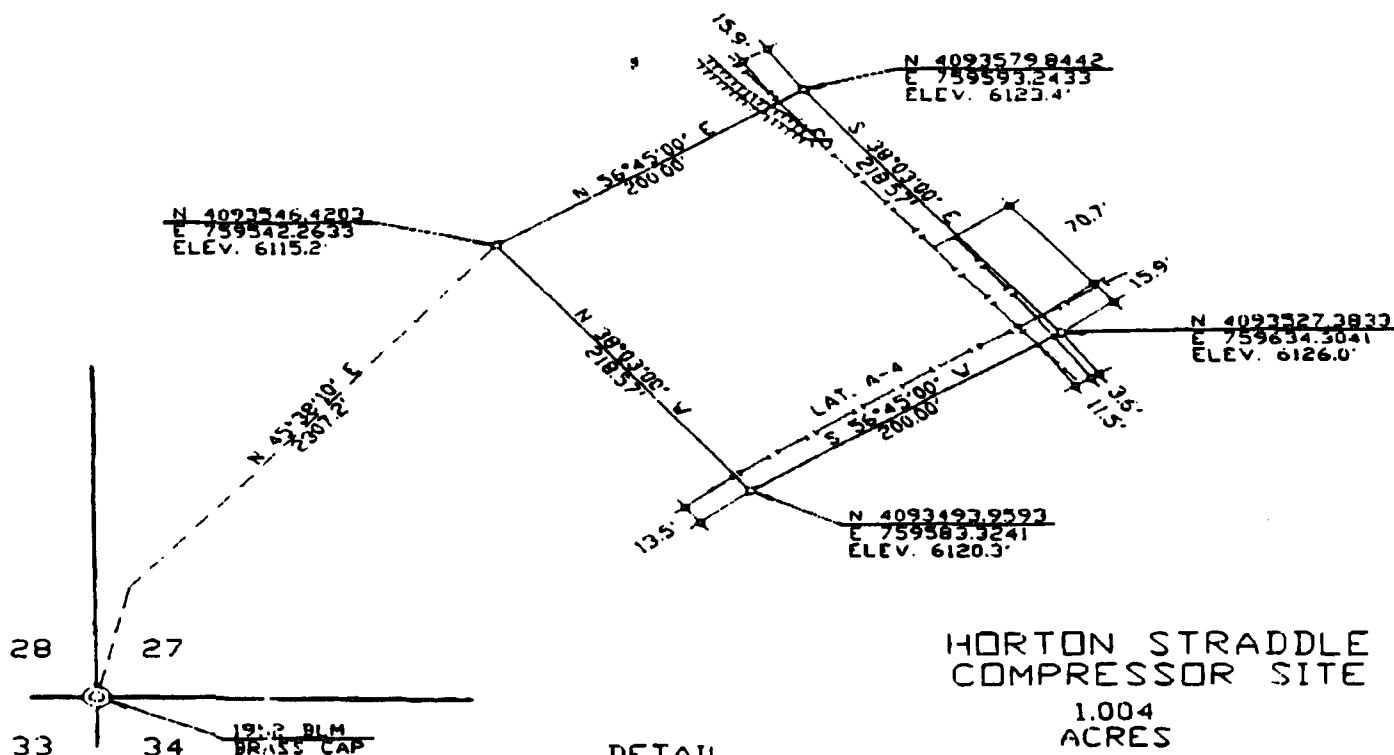 15.9'
N 4093579.8442
E 759593.2433
ELEV. 6123.4'
N 56°45'00" E
200.00'
S 38°03'00" E
218.57'
N 4093546.4203
E 759542.2633
ELEV. 6115.2'
70.7'
15.9'
N 4093527.3833
E 759634.3041
ELEV. 6126.0'
N 38°03'00" W
218.57'
N 45°38'10" E
2307.2'
LAT. A-4
S 56°45'00" W
200.00'
3.6'
11.5'
13.5'
N 4093493.9593
E 759583.3241
ELEV. 6120.3'
28 27
33 34
BLM
BRASS CAP
HORTON STRADDLE
COMPRESSOR SITE
1.004
ACRES
DETAIL